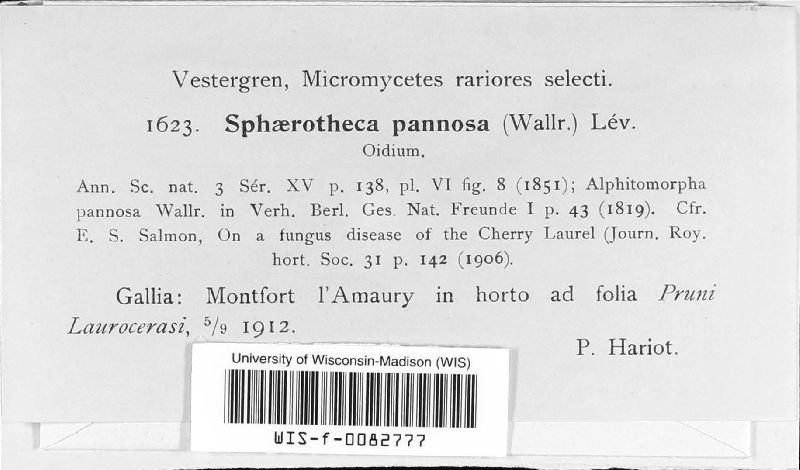 Vestergren, Micromycetes rariores selecti.
1623. Sphærotheca pannosa (Wallr.) Lév.
Oidium.
Ann. Sc. nat. 3 Sér. XV p. 138, pl. VI fig. 8 (1851); Alphitomorpha
pannosa Wallr. in Verh. Berl. Ges. Nat. Freunde I p. 43 (1819). Cfr.
E. S. Salmon, On a fungus disease of the Cherry Laurel (Journ. Roy.
hort. Soc. 31 p. 142 (1906).
Gallia: Montfort l'Amaury in horto ad folia Pruni
Laurocerasi, 5/9 1912.
P. Hariot.
University of Wisconsin-Madison (WIS)
WIS-f-0082777